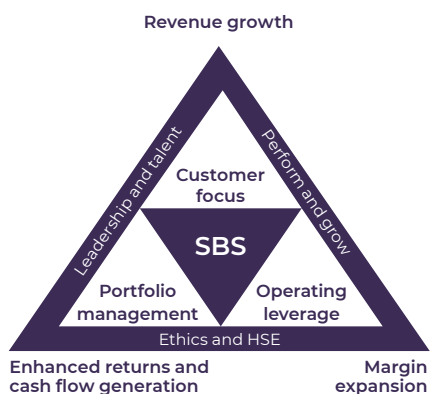 Revenue growth
Leadership and talent
Perform and grow
Customer
focus
SBS
Portfolio
management
Operating
leverage
Ethics and HSE
Enhanced returns and
cash flow generation
Margin
expansion